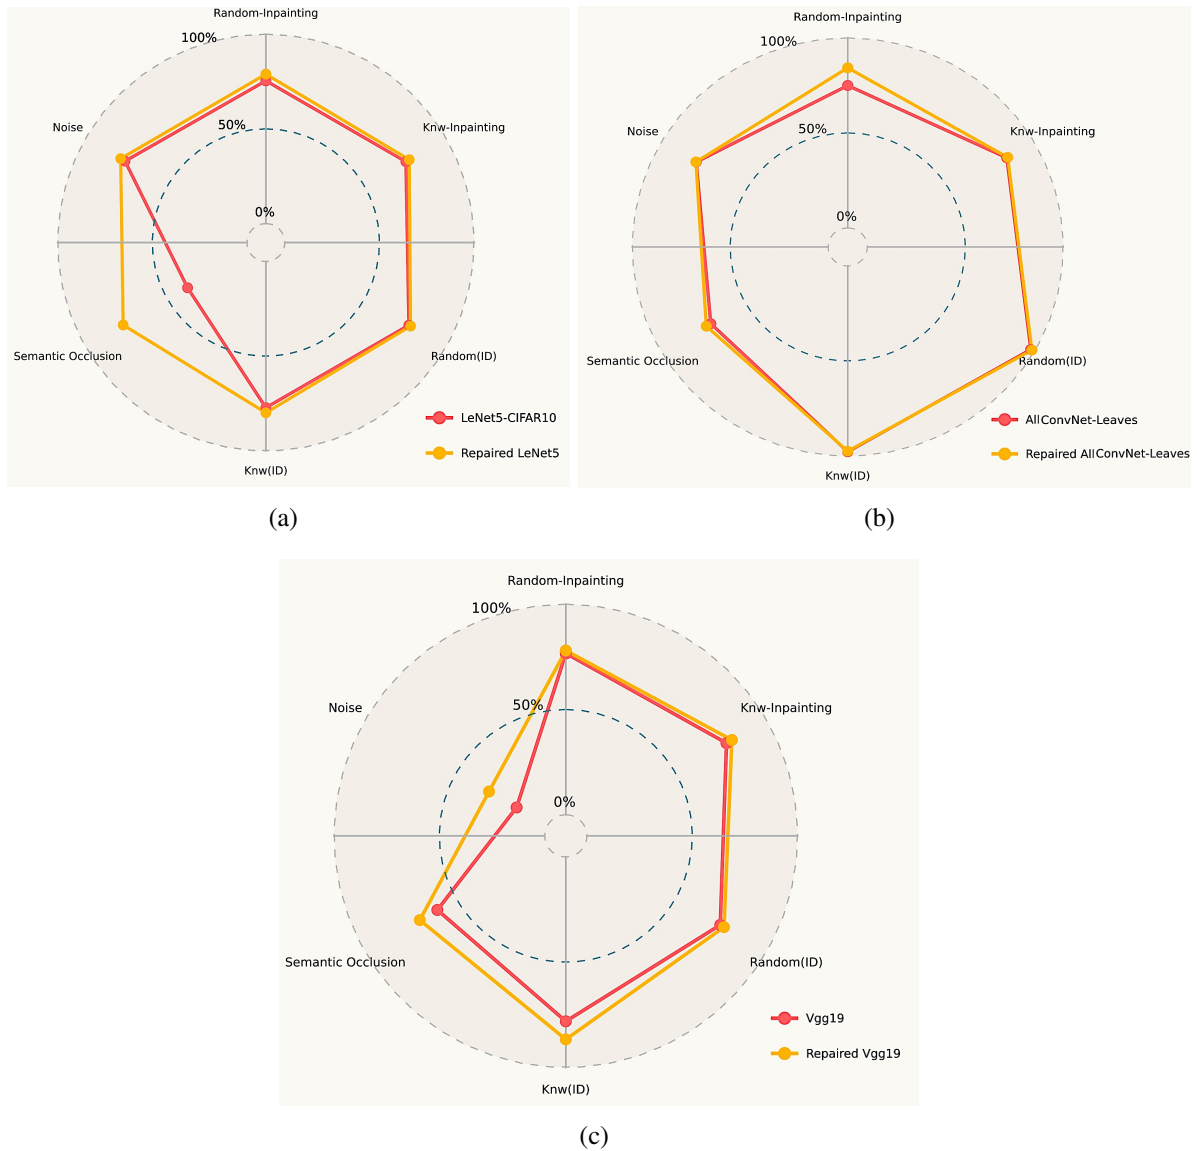 Random-Inpainting
100%
Noise
50%
Knw-Inpainting
0%
Semantic Occlusion
Random(ID)
LeNet5-CIFAR10
Repaired LeNet5
Knw(ID)
(a)
Random-Inpainting
100%
Noise
50%
Knw-Inpainting
0%
Semantic Occlusion
Random(ID)
AllConvNet-Leaves
Repaired AllConvNet-Leaves
Knw(ID)
(b)
Random-Inpainting
100%
Noise
50%
Knw-Inpainting
0%
Semantic Occlusion
Random(ID)
Vgg19
Repaired Vgg19
Knw(ID)
(c)